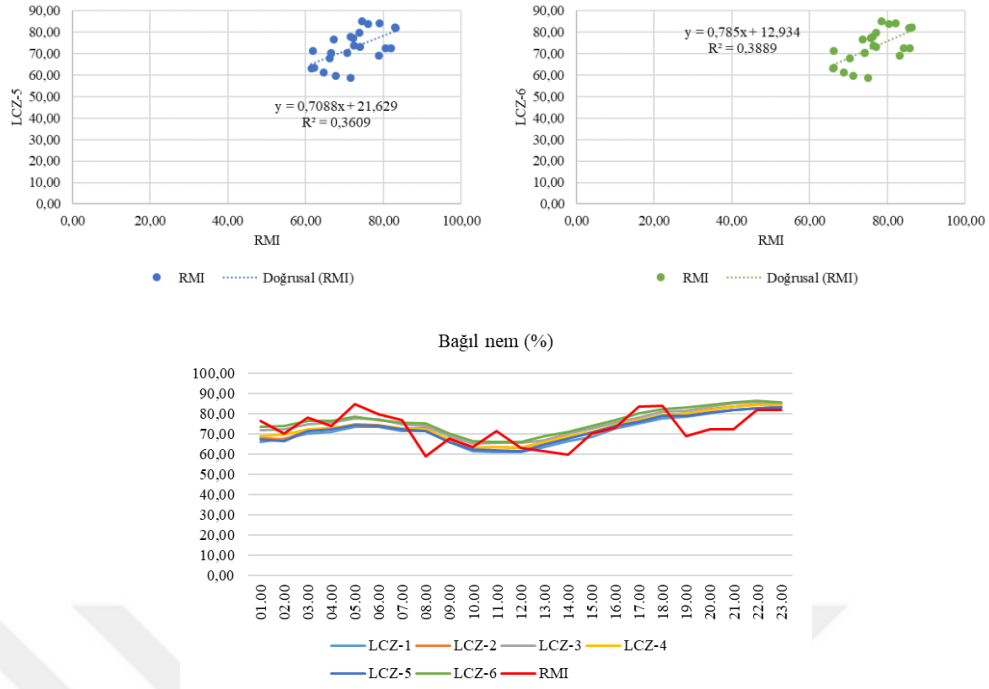 90,00
80,00
70,00
60,00
50,00
40,00
30,00
20,00
10,00
0,00
LCZ-5
y = 0,7088x + 21,629
R² = 0,3609
0,00 20,00 40,00 60,00 80,00 100,00
RMI
RMI Doğrusal (RMI)
90,00
80,00
70,00
60,00
50,00
40,00
30,00
20,00
10,00
0,00
LCZ-6
y = 0,785x + 12,934
R² = 0,3889
0,00 20,00 40,00 60,00 80,00 100,00
RMI
RMI Doğrusal (RMI)
Bağıl nem (%)
100,00
90,00
80,00
70,00
60,00
50,00
40,00
30,00
20,00
10,00
0,00
01.00 02.00 03.00 04.00 05.00 06.00 07.00 08.00 09.00 10.00 11.00 12.00 13.00 14.00 15.00 16.00 17.00 18.00 19.00 20.00 21.00 22.00 23.00
LCZ-1 LCZ-2 LCZ-3 LCZ-4
LCZ-5 LCZ-6 RMI